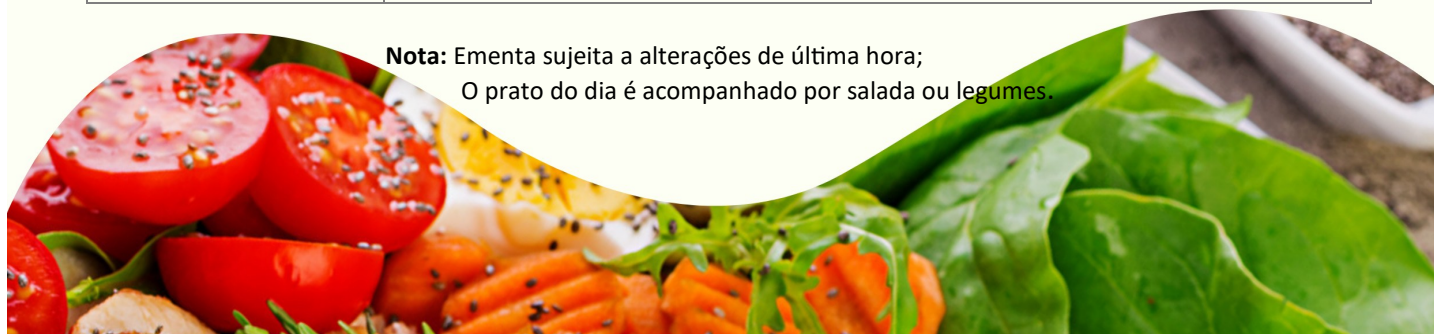 Nota: Ementa sujeita a alterações de última hora;
O prato do dia é acompanhado por salada ou legumes.